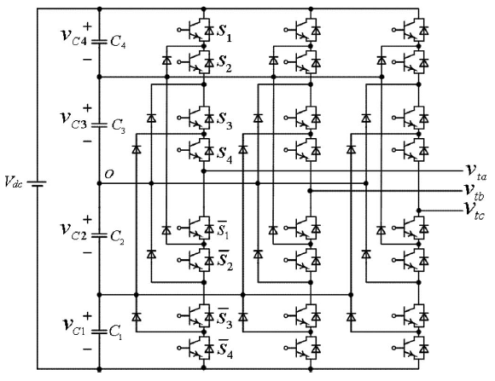 +
v_C4 C_4 S_1
−
S_2
+
v_C3 C_3 S_3
−
S_4
V_dc
o
v_ta
v_tb
v_tc
+
v_C2 C_2 S̅_1
−
S̅_2
+
v_C1 C_1 S̅_3
−
S̅_4